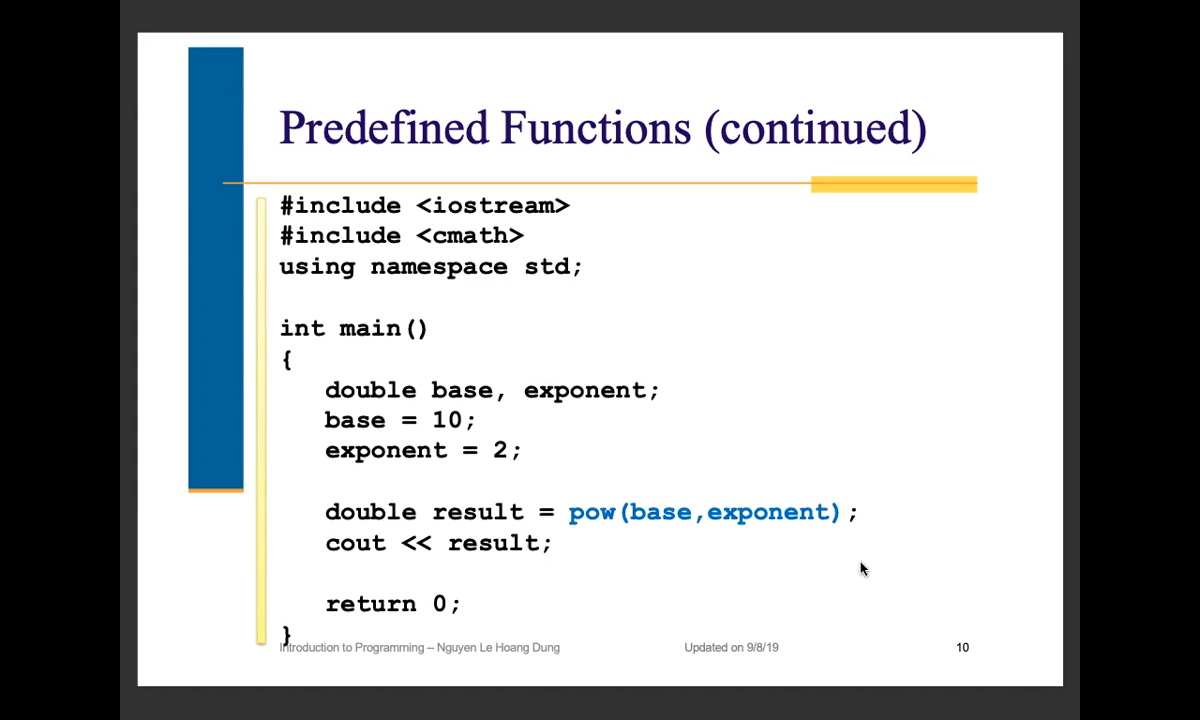 Predefined Functions (continued)
#include <iostream>
#include <cmath>
using namespace std;
int main()
{
double base, exponent;
base = 10;
exponent = 2;
double result = pow(base,exponent);
cout << result;
return 0;
}
Introduction to Programming – Nguyen Le Hoang Dung
Updated on 9/8/19
10